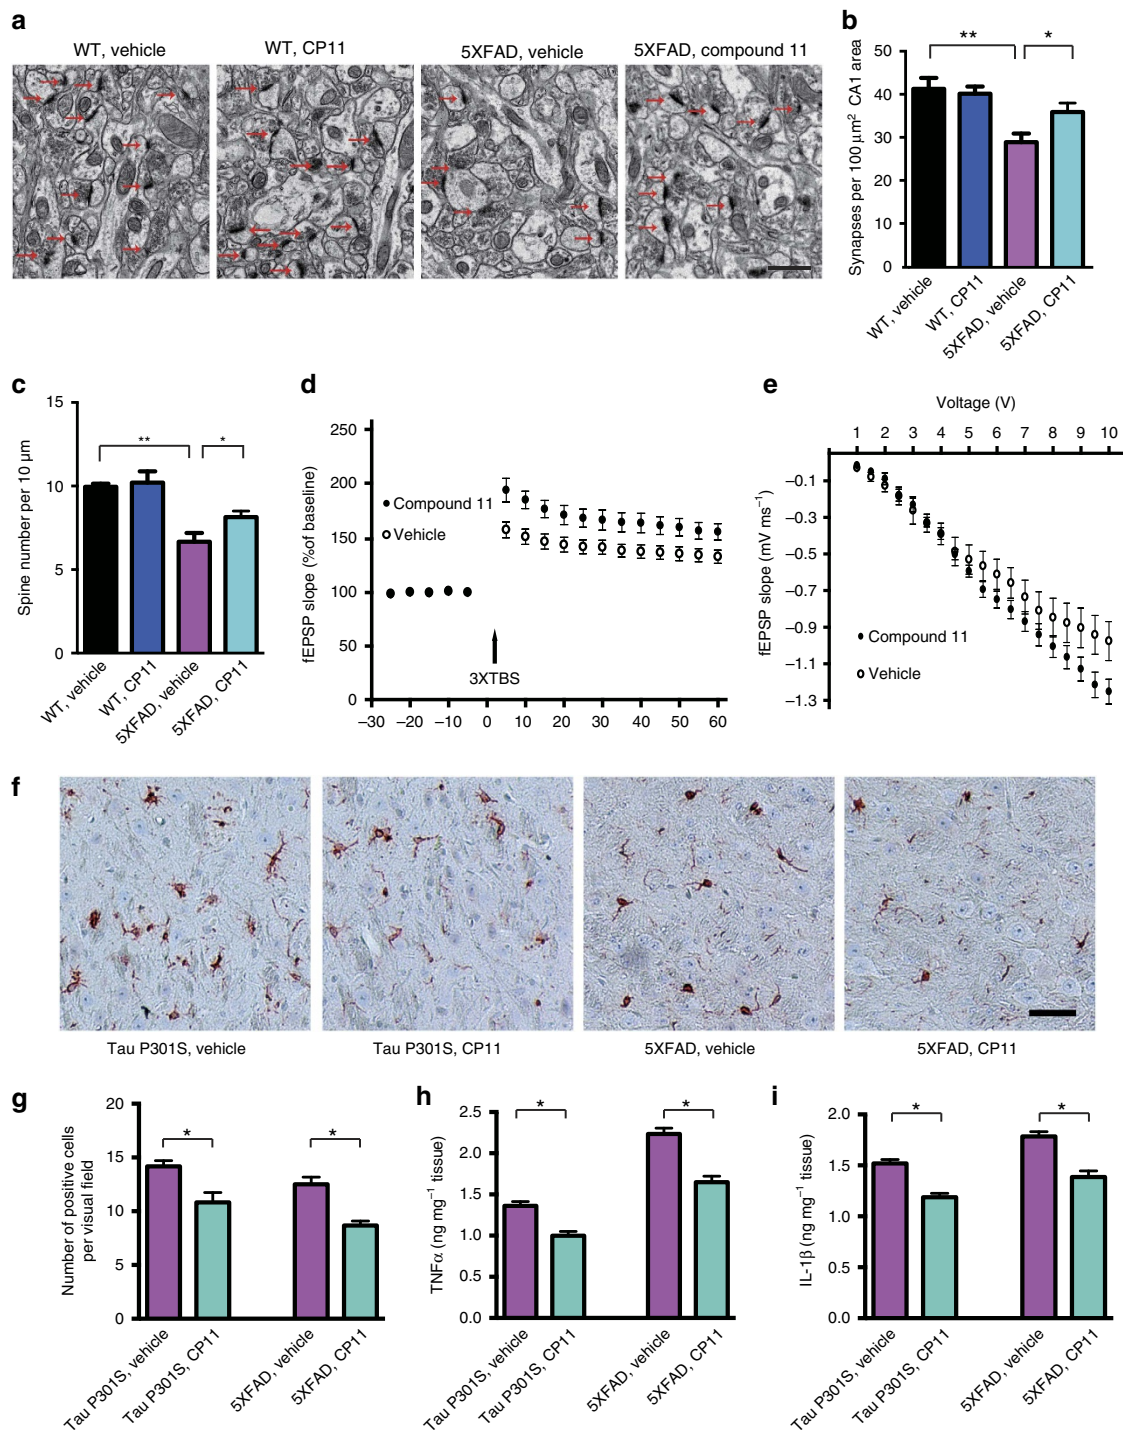 a
WT, vehicle
WT, CP11
5XFAD, vehicle
5XFAD, compound 11
b
**
*
Synapses per 100 μm² CA1 area
50
40
30
20
10
0
WT, vehicle
WT, CP11
5XFAD, vehicle
5XFAD, CP11
c
**
*
Spine number per 10 μm
15
10
5
0
WT, vehicle
WT, CP11
5XFAD, vehicle
5XFAD, CP11
d
fEPSP slope (%of baseline)
250
200
150
100
50
0
Compound 11
Vehicle
3XTBS
–30 –20 –10 0 10 20 30 40 50 60
e
Voltage (V)
1 2 3 4 5 6 7 8 9 10
fEPSP slope (mV ms⁻¹)
–0.1
–0.3
–0.5
–0.7
–0.9
–1.1
–1.3
Compound 11
Vehicle
f
Tau P301S, vehicle
Tau P301S, CP11
5XFAD, vehicle
5XFAD, CP11
g
Number of positive cells
per visual field
20
15
10
5
0
*
*
Tau P301S, vehicle
Tau P301S, CP11
5XFAD, vehicle
5XFAD, CP11
h
TNFα (ng mg⁻¹ tissue)
2.5
2.0
1.5
1.0
0.5
0.0
*
*
Tau P301S, vehicle
Tau P301S, CP11
5XFAD, vehicle
5XFAD, CP11
i
IL-1β (ng mg⁻¹ tissue)
2.0
1.5
1.0
0.5
0.0
*
*
Tau P301S, vehicle
Tau P301S, CP11
5XFAD, vehicle
5XFAD, CP11